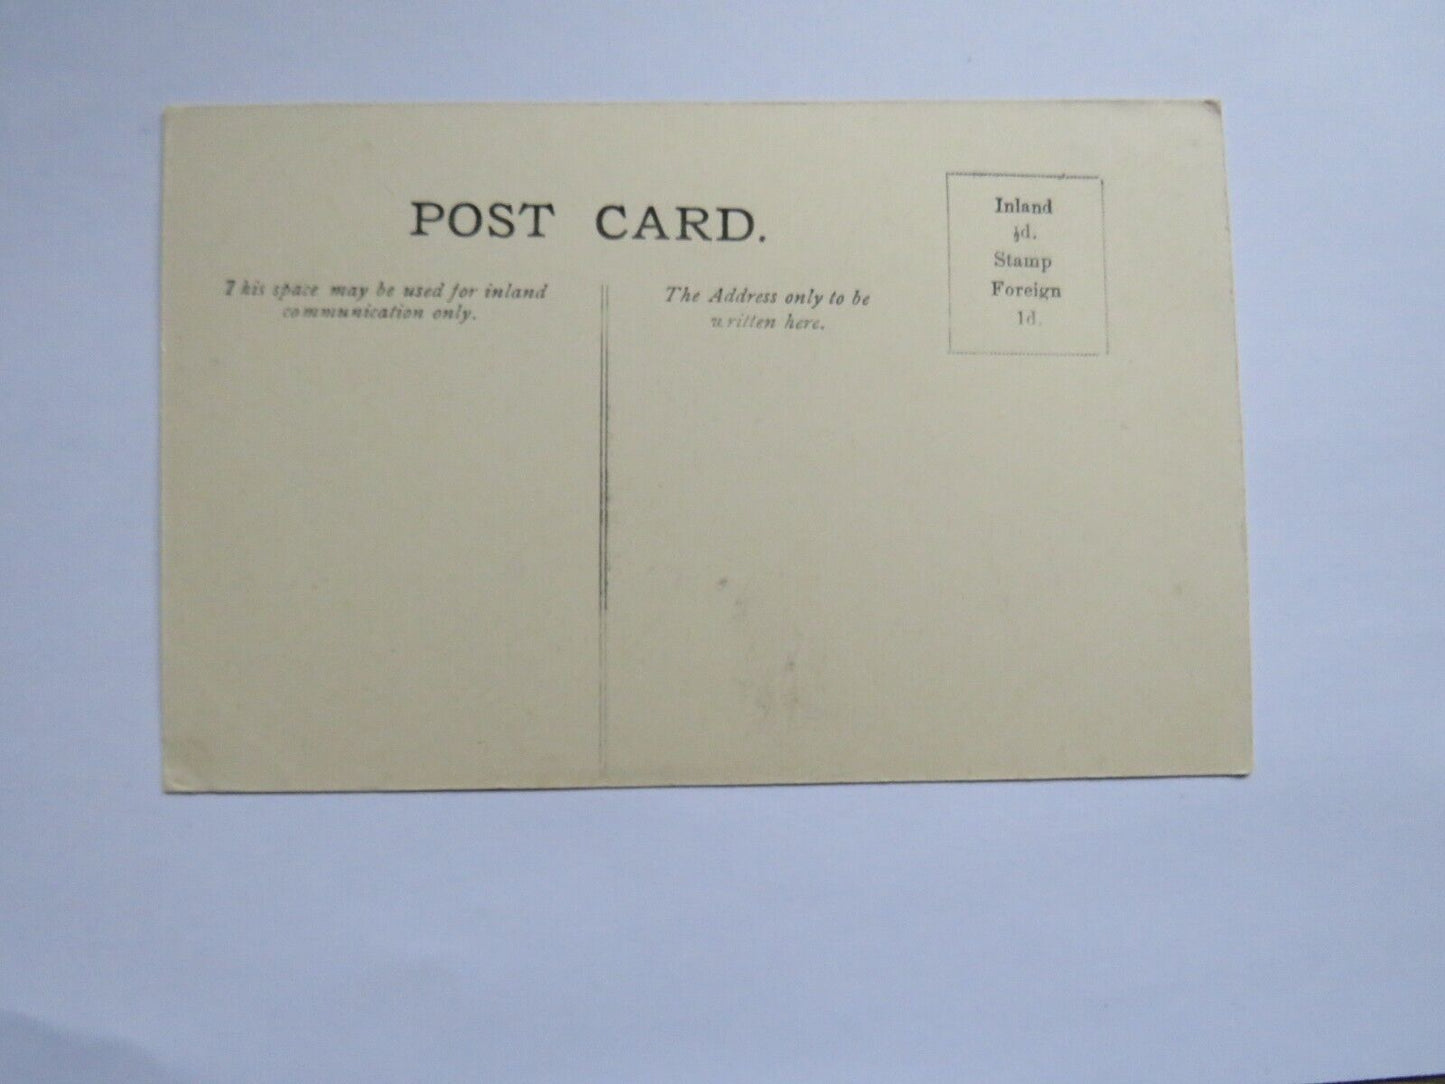 POST CARD.
This space may be used for inland
communication only.
The Address only to be
written here.
Inland
½d.
Stamp
Foreign
1d.